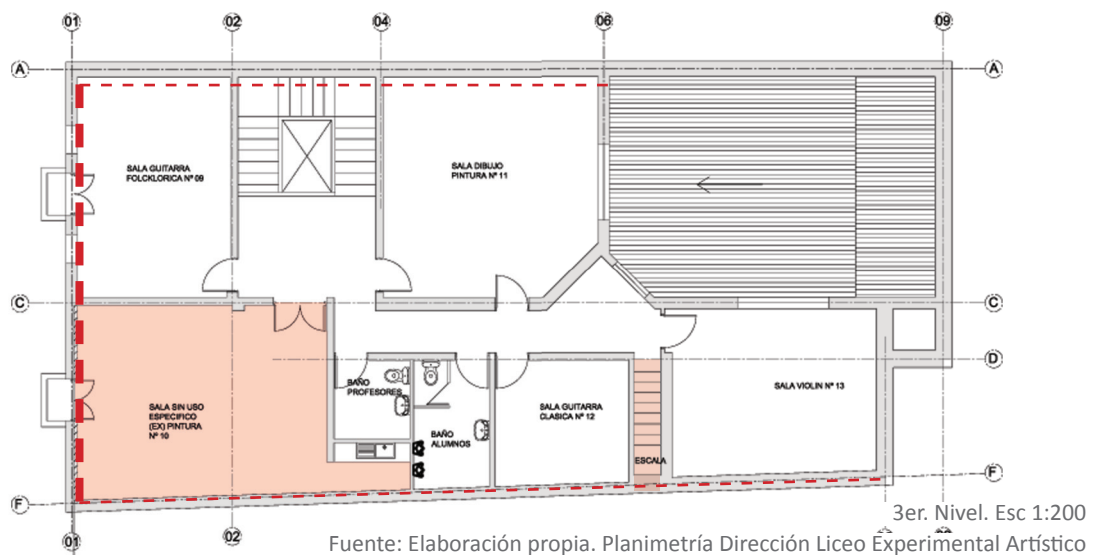 01
02
04
06
09
A
A
SALA GUITARRA
FOLCKLORICA Nº 09
SALA DIBUJO
PINTURA Nº 11
C
C
D
BAÑO
PROFESORES
SALA VIOLIN Nº 13
SALA SIN USO
ESPECIFICO
(EX) PINTURA
Nº 10
SALA GUITARRA
CLASICA Nº 12
BAÑO
ALUMNOS
ESCALA
F
F
01
02
3er. Nivel. Esc 1:200
Fuente: Elaboración propia. Planimetría Dirección Liceo Experimental Artístico